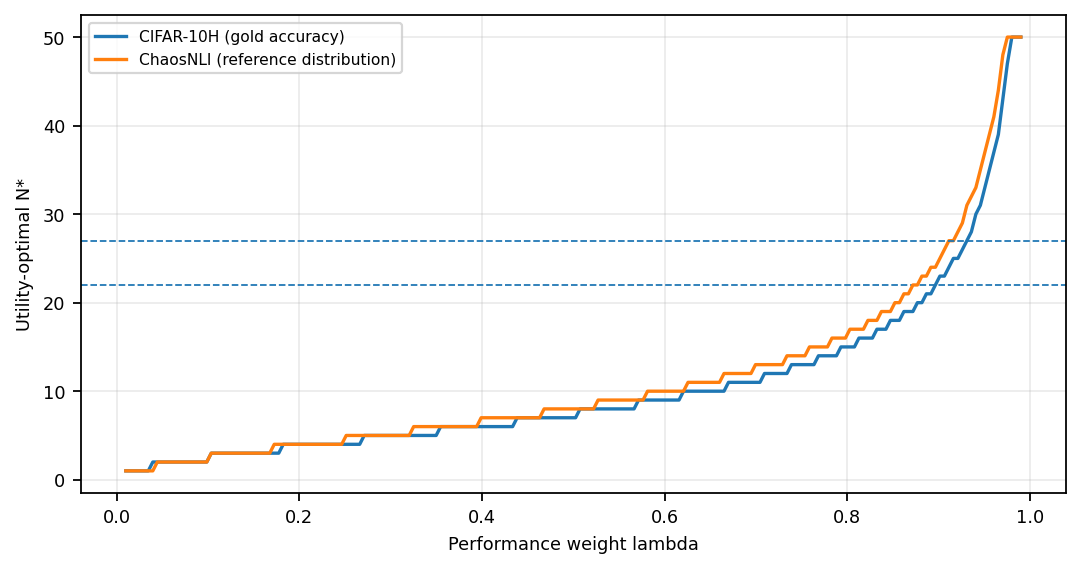 CIFAR-10H (gold accuracy)
ChaosNLI (reference distribution)
Utility-optimal N*
50
40
30
20
10
0
0.0 0.2 0.4 0.6 0.8 1.0
Performance weight lambda